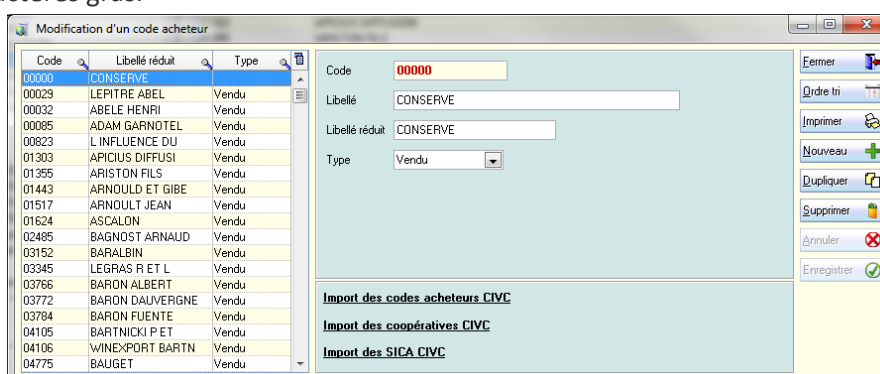 ctères gras.
Modification d'un code acheteur
Code Libellé réduit Type
00000 CONSERVE
00029 LEPITRE ABEL Vendu
00032 ABELE HENRI Vendu
00085 ADAM GARNOTEL Vendu
00823 L INFLUENCE DU Vendu
01303 APICIUS DIFFUSI Vendu
01355 ARISTON FILS Vendu
01443 ARNOULD ET GIBE Vendu
01517 ARNOULT JEAN Vendu
01624 ASCALON Vendu
02485 BAGNOST ARNAUD Vendu
03152 BARALBIN Vendu
03345 LEGRAS R ET L Vendu
03766 BARON ALBERT Vendu
03772 BARON DAUVERGNE Vendu
03784 BARON FUENTE Vendu
04105 BARTNICKI P ET Vendu
04106 WINEXPORT BARTN Vendu
04775 BAUGET Vendu
Code 00000
Libellé CONSERVE
Libellé réduit CONSERVE
Type Vendu
Import des codes acheteurs CIVC
Import des coopératives CIVC
Import des SICA CIVC
Fermer
Ordre tri
Imprimer
Nouveau
Dupliquer
Supprimer
Annuler
Enregistrer